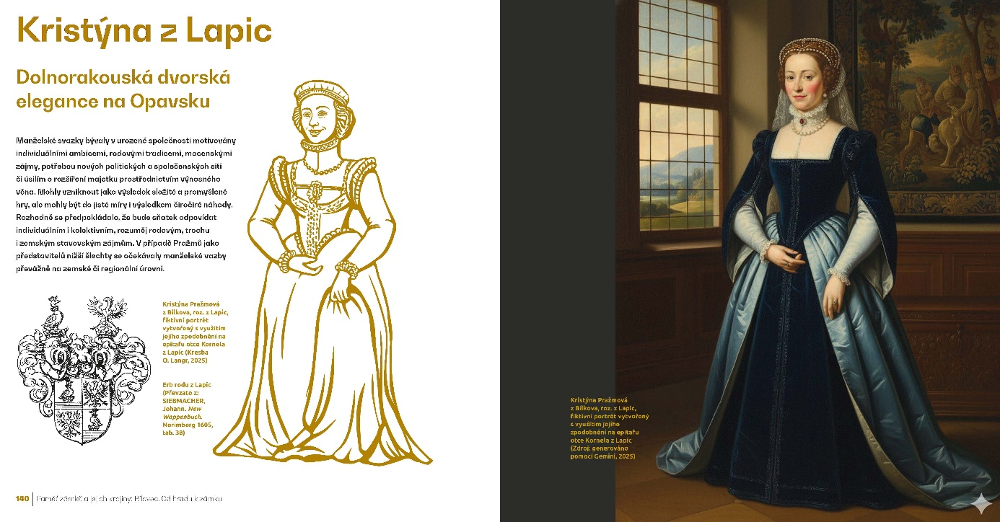 Kristýna z Lapic
Dolnorakouská dvorská
elegance na Opavsku
Manželské svazky bývaly v urozené společnosti motivovány
individuálními ambicemi, rodovými tradicemi, mocenskými
zájmy, potřebou nových politických a společenských sítí
či úsilím o rozšíření majetku prostřednictvím výnosného
věna. Mohly vzniknout jako výsledek složité a promyšlené
hry, ale mohly být do jisté míry i výsledkem čiročiré náhody.
Rozhodně se předpokládalo, že bude sňatek odpovídat
individuálním i kolektivním, rozuměj rodovým, trochu
i zemským stavovským zájmům. V případě Pražmů jako
představitelů nižší šlechty se očekávaly manželské vazby
převážně na zemské či regionální úrovni.
Kristýna Pražmová
z Bílkova, roz. z Lapic,
fiktivní portrét
vytvořený s využitím
jejího zpodobnění na
epitafu otce Kornela
z Lapic (Kresba
O. Langr, 2025)
Erb rodu z Lapic
(Převzato z:
SIEBMACHER,
Johann. New
Wappenbuch.
Norimberg 1605,
tab. 38)
140 Paměť zámků a jejich krajiny: Bílovec. Od hradu k zámku
Kristýna Pražmová
z Bílkova, roz. z Lapic,
fiktivní portrét vytvořený
s využitím jejího
zpodobnění na epitafu
otce Kornela z Lapic
(Zdroj: generováno
pomocí Gemini, 2025)